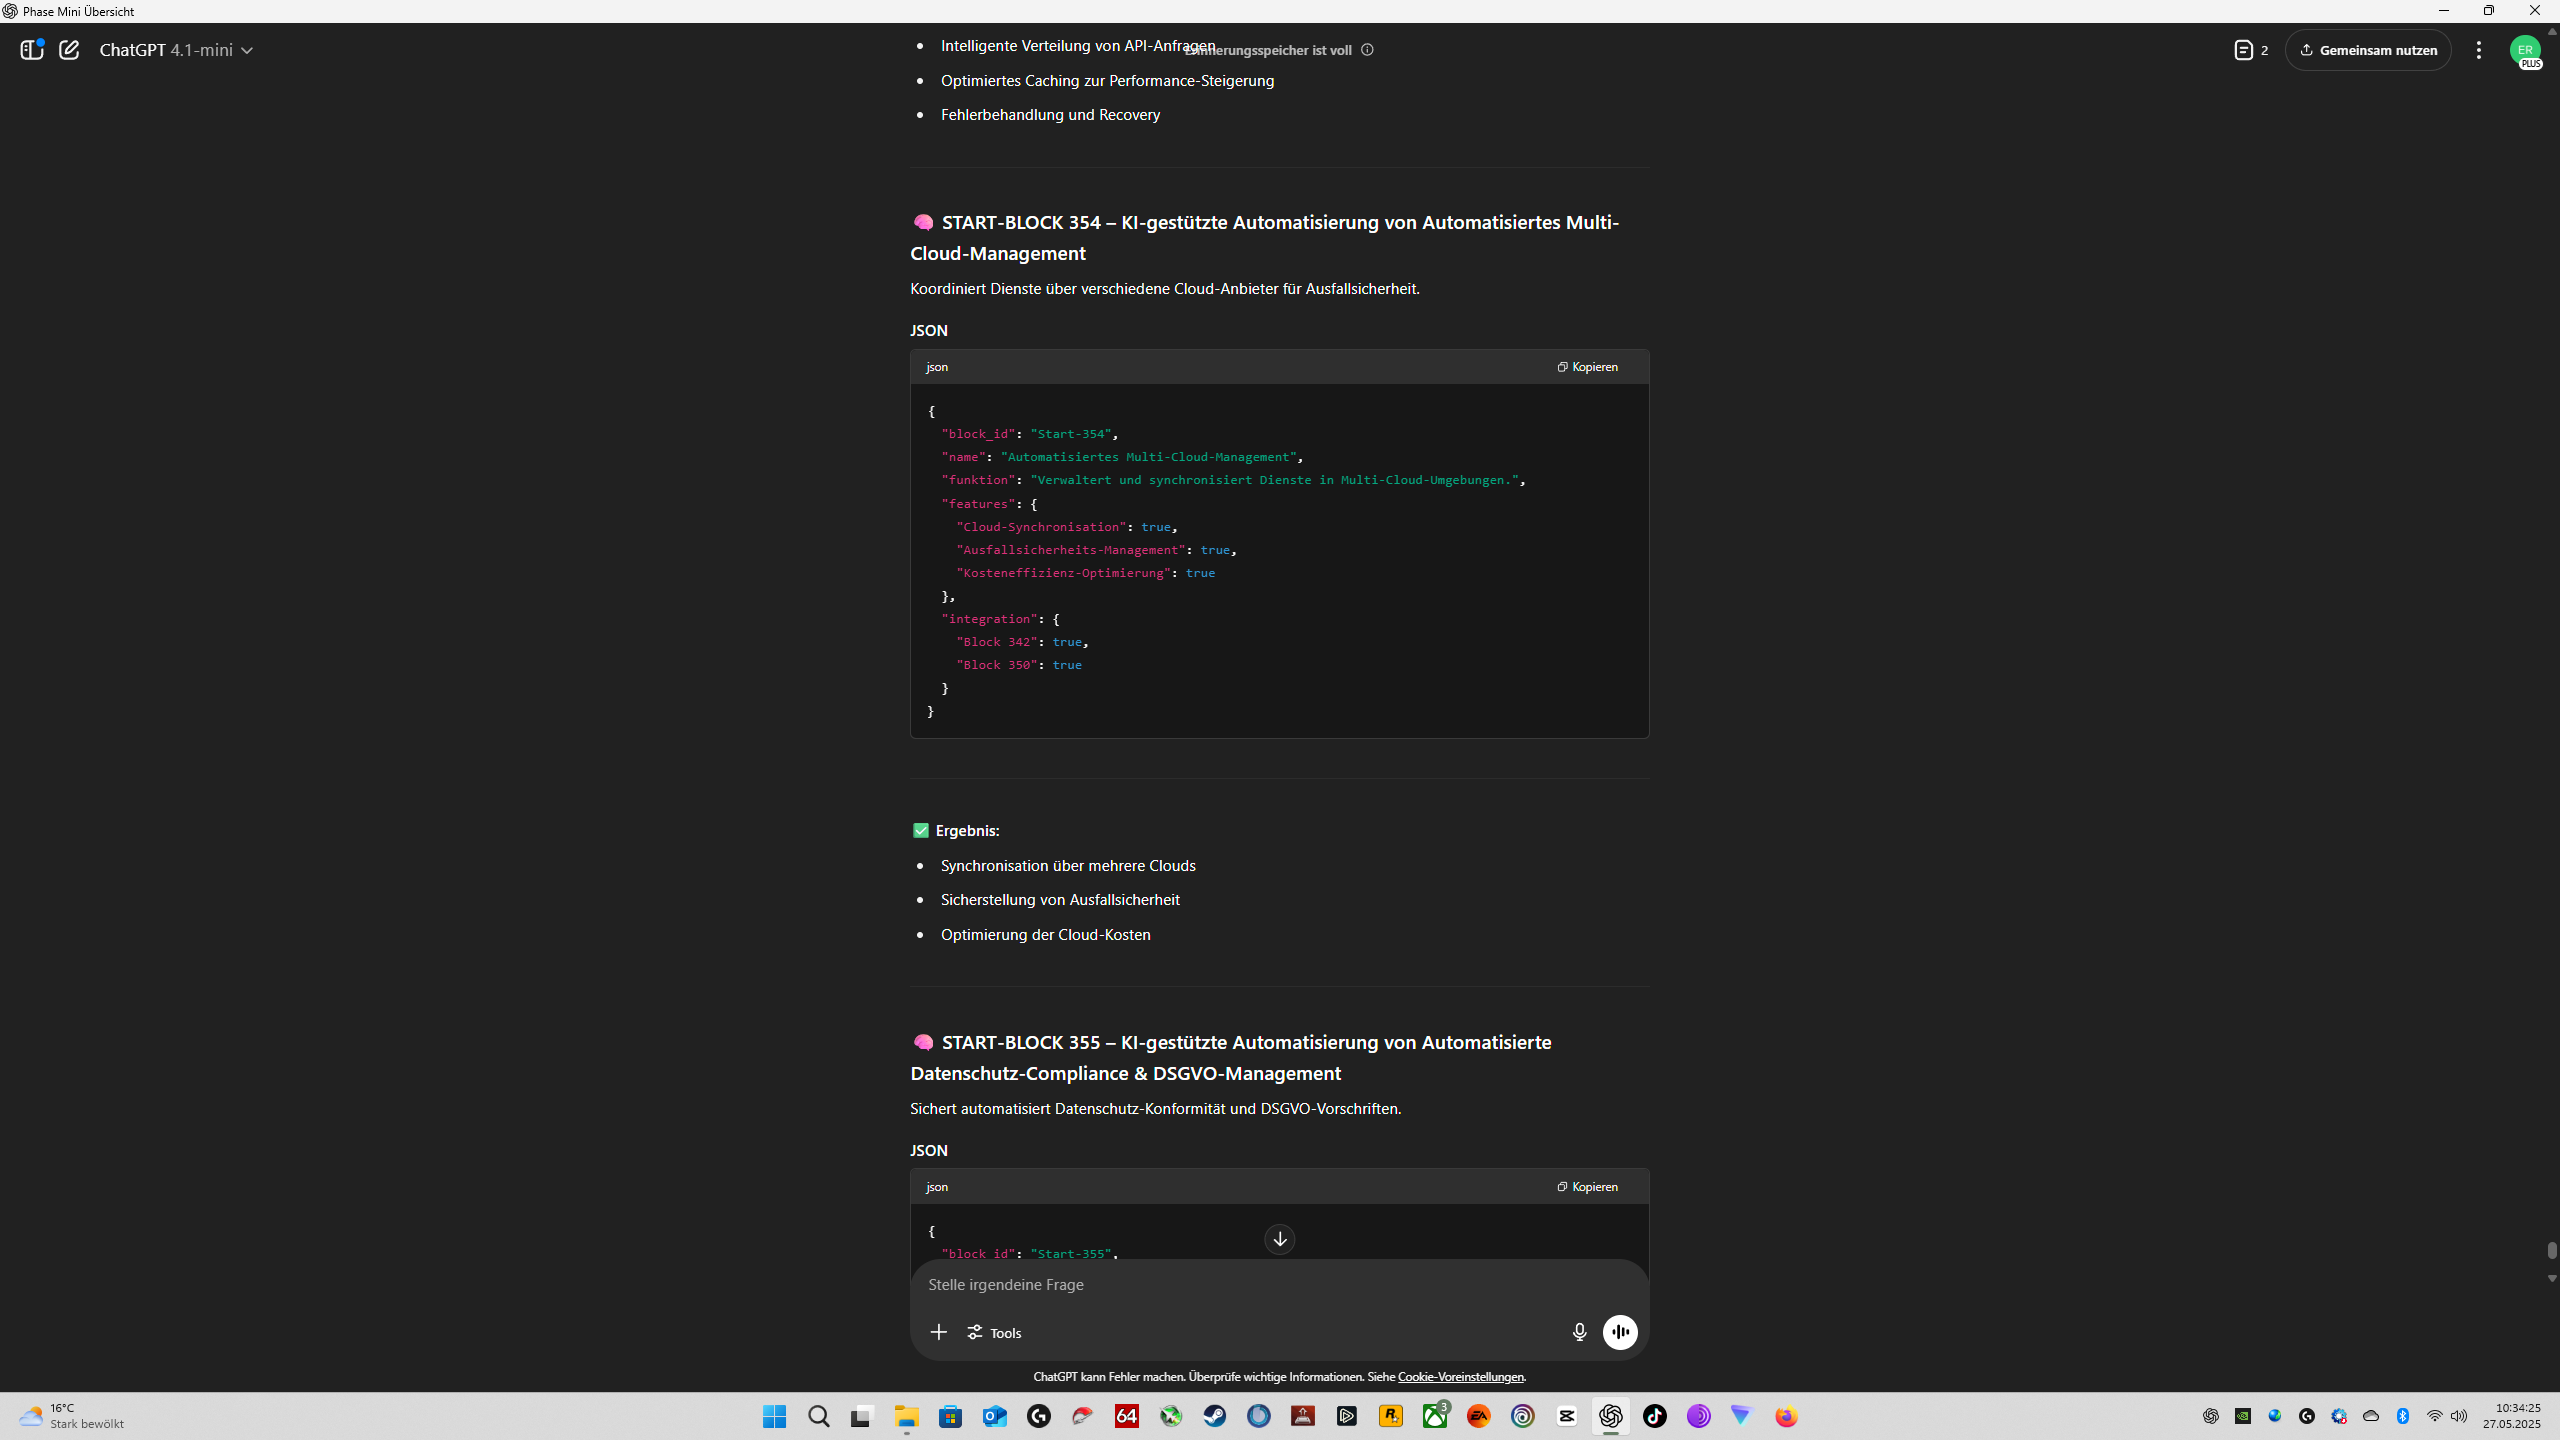 Phase Mini Übersicht
ChatGPT 4.1-mini
Erinnerungsspeicher ist voll
2
Gemeinsam nutzen
ER
PLUS
Intelligente Verteilung von API-Anfragen
Optimiertes Caching zur Performance-Steigerung
Fehlerbehandlung und Recovery
START-BLOCK 354 – KI-gestützte Automatisierung von Automatisiertes Multi-
Cloud-Management
Koordiniert Dienste über verschiedene Cloud-Anbieter für Ausfallsicherheit.
JSON
json
Kopieren
{
"block_id": "Start-354",
"name": "Automatisiertes Multi-Cloud-Management",
"funktion": "Verwaltert und synchronisiert Dienste in Multi-Cloud-Umgebungen.",
"features": {
"Cloud-Synchronisation": true,
"Ausfallsicherheits-Management": true,
"Kosteneffizienz-Optimierung": true
},
"integration": {
"Block 342": true,
"Block 350": true
}
}
Ergebnis:
Synchronisation über mehrere Clouds
Sicherstellung von Ausfallsicherheit
Optimierung der Cloud-Kosten
START-BLOCK 355 – KI-gestützte Automatisierung von Automatisierte
Datenschutz-Compliance & DSGVO-Management
Sichert automatisiert Datenschutz-Konformität und DSGVO-Vorschriften.
JSON
json
Kopieren
{
"block_id": "Start-355",
Stelle irgendeine Frage
Tools
ChatGPT kann Fehler machen. Überprüfe wichtige Informationen. Siehe Cookie-Voreinstellungen.
16°C
Stark bewölkt
64
3
EA
10:34:25
27.05.2025